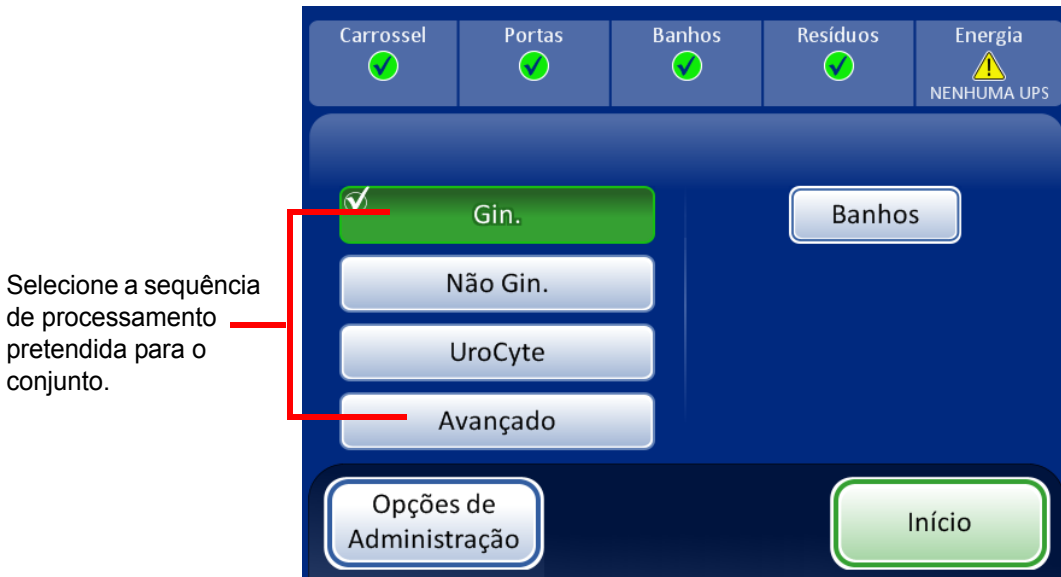 Carrossel
Portas
Banhos
Resíduos
Energia
NENHUMA UPS
Gin.
Banhos
Não Gin.
UroCyte
Avançado
Selecione a sequência
de processamento
pretendida para o
conjunto.
Opções de
Administração
Início